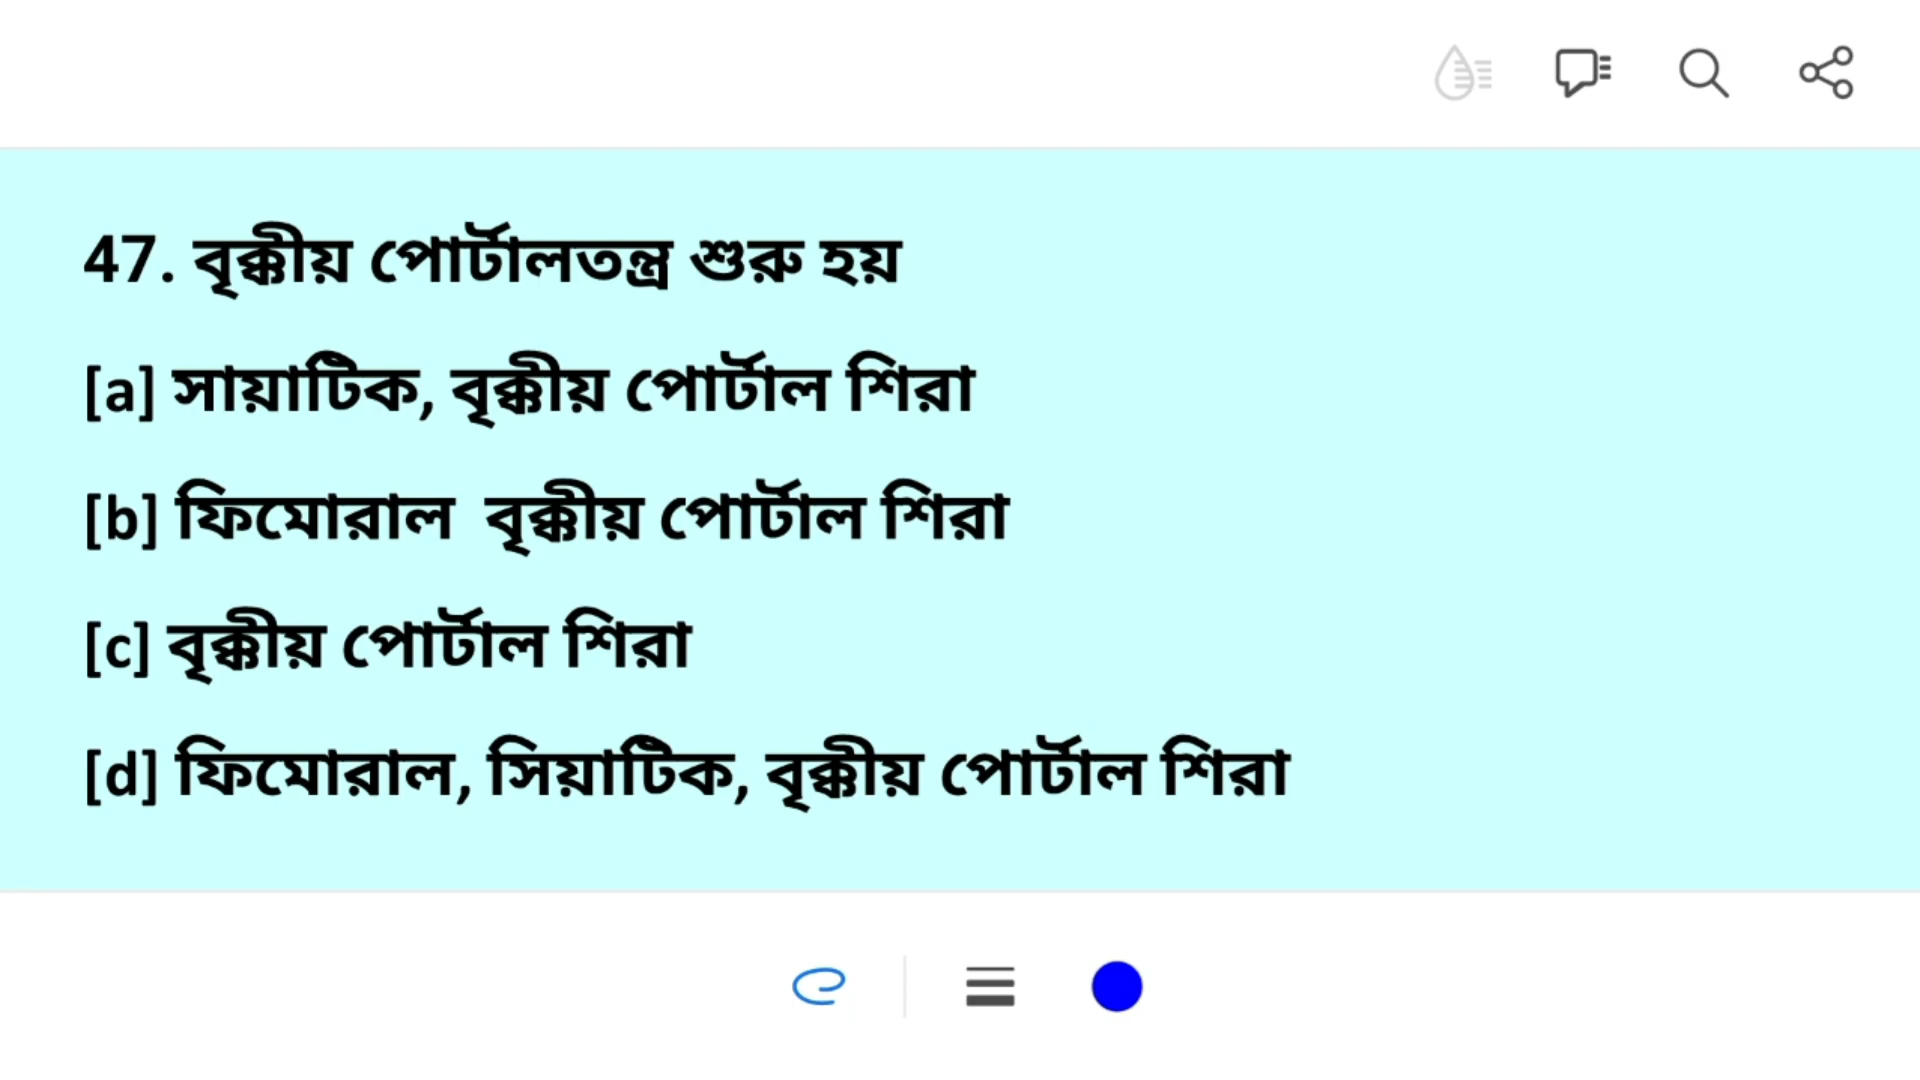 47. বৃক্কীয় পোর্টালতন্ত্র শুরু হয়
[a] সায়াটিক, বৃক্কীয় পোর্টাল শিরা
[b] ফিমোরাল বৃক্কীয় পোর্টাল শিরা
[c] বৃক্কীয় পোর্টাল শিরা
[d] ফিমোরাল, সিয়াটিক, বৃক্কীয় পোর্টাল শিরা